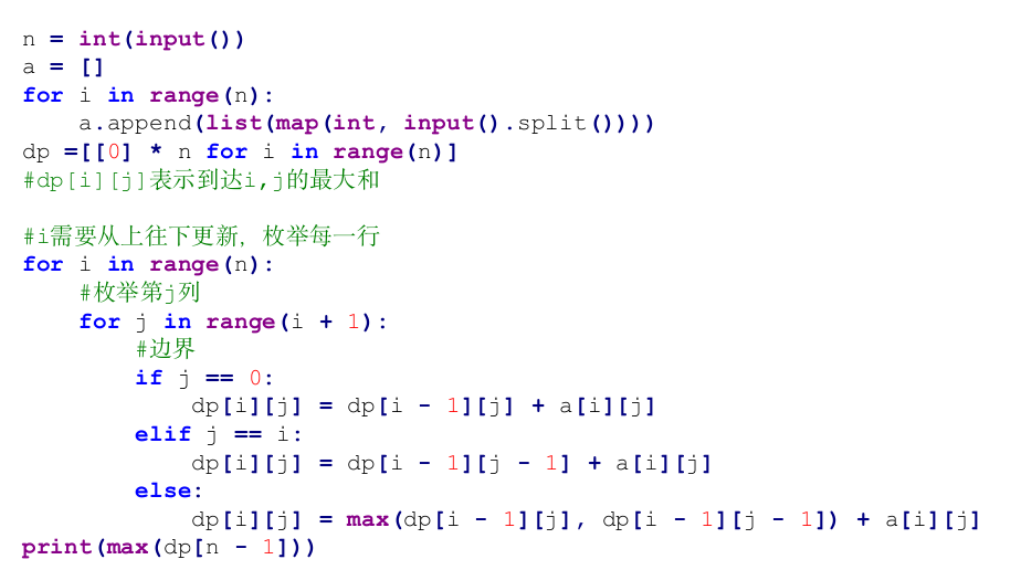 n = int(input())
a = []
for i in range(n):
    a.append(list(map(int, input().split())))
dp =[[0] * n for i in range(n)]
#dp[i][j]表示到达i,j的最大和

#i需要从上往下更新, 枚举每一行
for i in range(n):
    #枚举第j列
    for j in range(i + 1):
        #边界
        if j == 0:
            dp[i][j] = dp[i - 1][j] + a[i][j]
        elif j == i:
            dp[i][j] = dp[i - 1][j - 1] + a[i][j]
        else:
            dp[i][j] = max(dp[i - 1][j], dp[i - 1][j - 1]) + a[i][j]
print(max(dp[n - 1]))